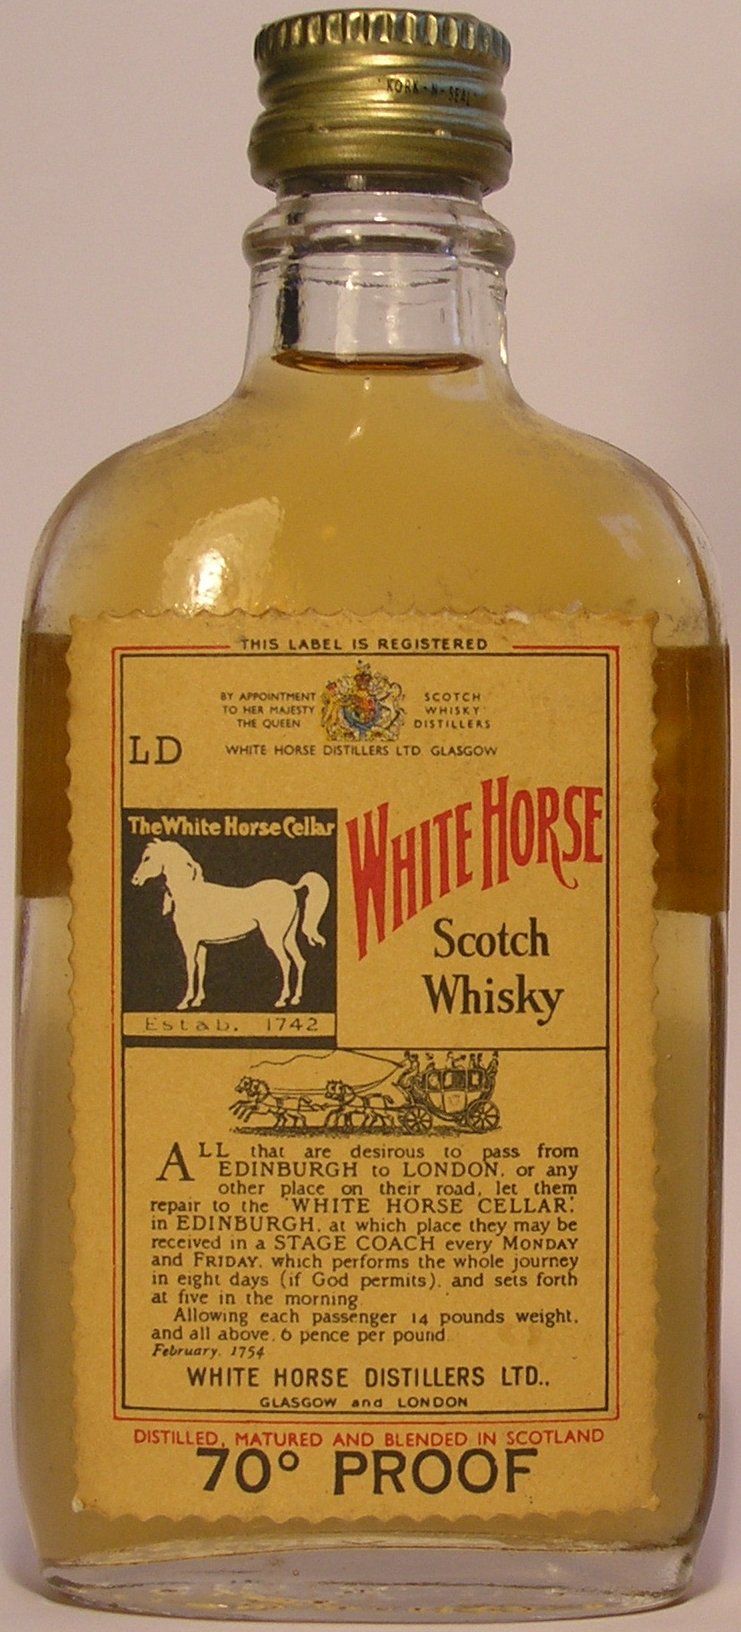 KORK-N-SEAL
THIS LABEL IS REGISTERED
BY APPOINTMENT
TO HER MAJESTY
THE QUEEN
SCOTCH
WHISKY
DISTILLERS
WHITE HORSE DISTILLERS LTD GLASGOW
LD
The White Horse Cellar
Estab. 1742
WHITE HORSE
Scotch
Whisky
ALL that are desirous to pass from
EDINBURGH to LONDON, or any
other place on their road, let them
repair to the 'WHITE HORSE CELLAR'
in EDINBURGH, at which place they may be
received in a STAGE COACH every MONDAY
and FRIDAY, which performs the whole journey
in eight days (if God permits), and sets forth
at five in the morning.
Allowing each passenger 14 pounds weight,
and all above, 6 pence per pound.
February, 1754
WHITE HORSE DISTILLERS LTD.,
GLASGOW and LONDON
DISTILLED, MATURED AND BLENDED IN SCOTLAND
70° PROOF